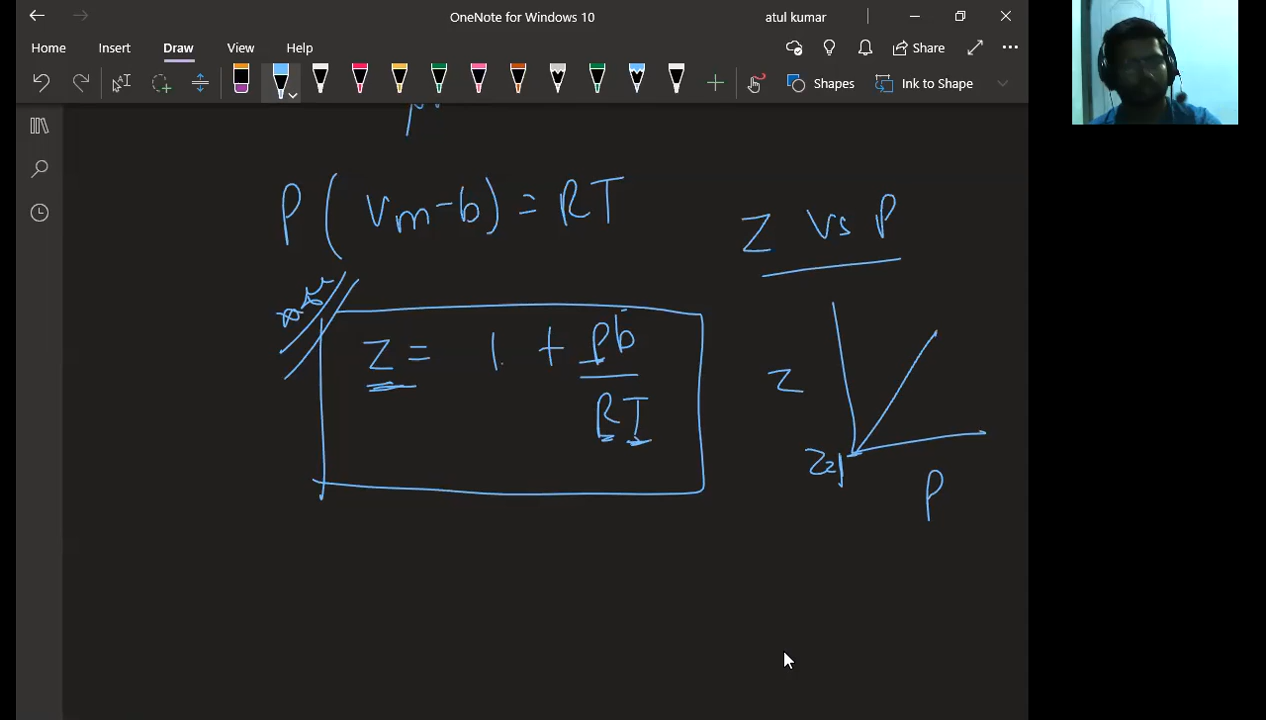 OneNote for Windows 10
atul kumar
Home Insert Draw View Help
Share
Shapes
Ink to Shape
P ( Vm - b) = RT
Z vs P
Z = 1 + Pb / RT
Z
Z=1
P